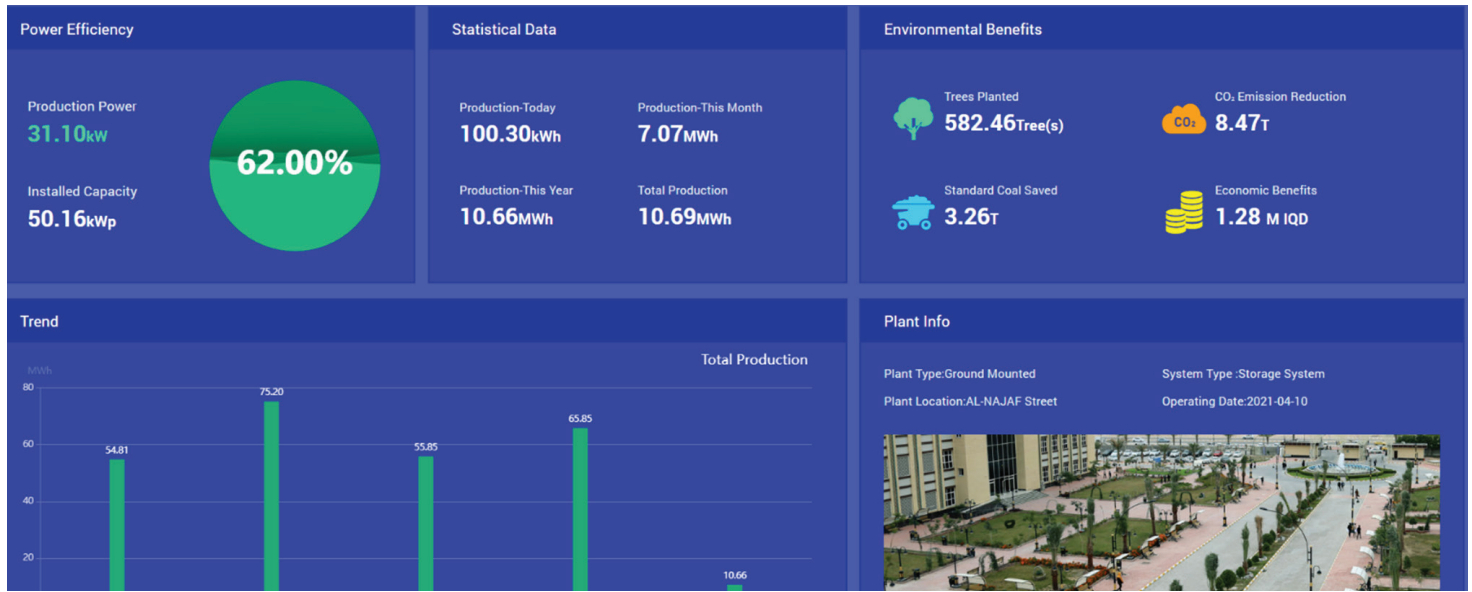 Power Efficiency
Production Power
31.10kW
Installed Capacity
50.16kWp
62.00%
Statistical Data
Production-Today
100.30kWh
Production-This Month
7.07MWh
Production-This Year
10.66MWh
Total Production
10.69MWh
Environmental Benefits
Trees Planted
582.46Tree(s)
CO₂
CO₂ Emission Reduction
8.47T
Standard Coal Saved
3.26T
Economic Benefits
1.28 M IQD
Trend
Total Production
MWh
80
60
40
20
54.81
75.20
55.85
65.85
10.66
Plant Info
Plant Type:Ground Mounted
System Type :Storage System
Plant Location:AL-NAJAF Street
Operating Date:2021-04-10